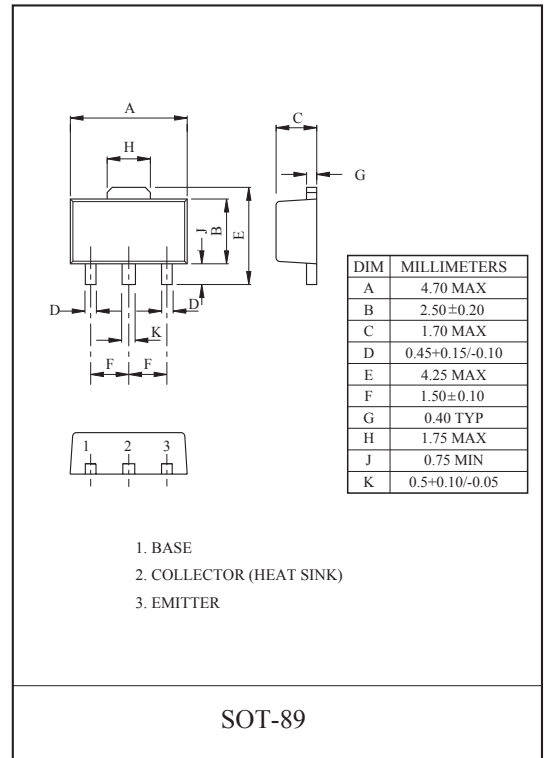 A
H
C
G
J
B
E
D
D
K
F F
DIM MILLIMETERS
A 4.70 MAX
B 2.50±0.20
C 1.70 MAX
D 0.45+0.15/-0.10
E 4.25 MAX
F 1.50±0.10
G 0.40 TYP
H 1.75 MAX
J 0.75 MIN
K 0.5+0.10/-0.05
1 2 3
1. BASE
2. COLLECTOR (HEAT SINK)
3. EMITTER
SOT-89